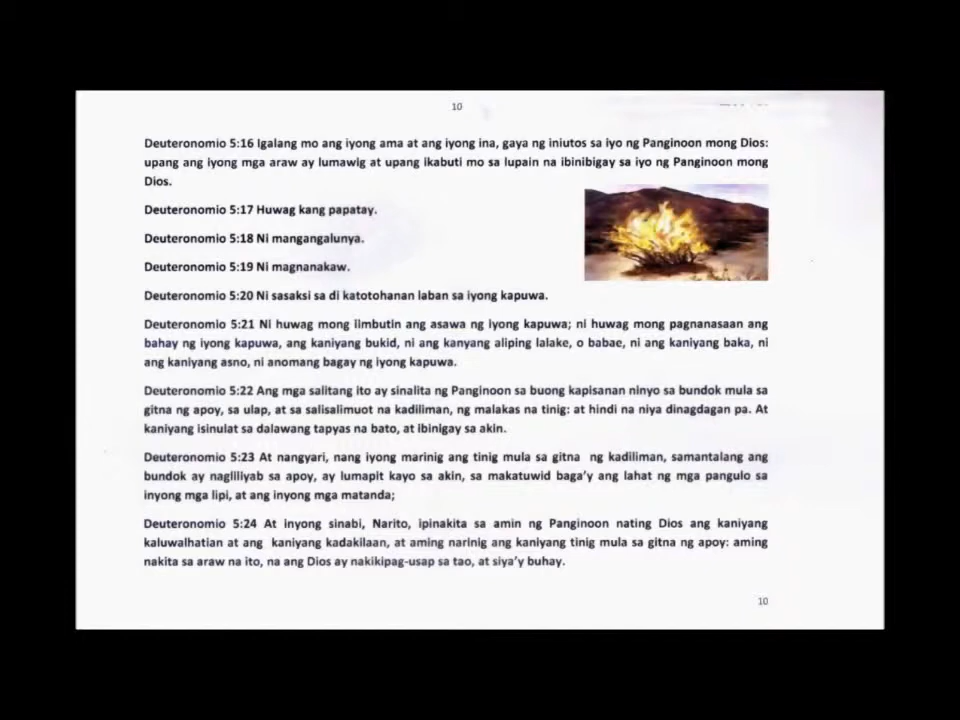 10
Deuteronomio 5:16 Igalang mo ang iyong ama at ang iyong ina, gaya ng iniutos sa iyo ng Panginoon mong Dios:
upang ang iyong mga araw ay lumawig at upang ikabuti mo sa lupain na ibinibigay sa iyo ng Panginoon mong
Dios.
Deuteronomio 5:17 Huwag kang papatay.
Deuteronomio 5:18 Ni mangangalunya.
Deuteronomio 5:19 Ni magnanakaw.
Deuteronomio 5:20 Ni sasaksi sa di katotohanan laban sa iyong kapuwa.
Deuteronomio 5:21 Ni huwag mong iimbutin ang asawa ng iyong kapuwa; ni huwag mong pagnanasaan ang
bahay ng iyong kapuwa, ang kaniyang bukid, ni ang kanyang aliping lalake, o babae, ni ang kaniyang baka, ni
ang kaniyang asno, ni anomang bagay ng iyong kapuwa.
Deuteronomio 5:22 Ang mga salitang ito ay sinalita ng Panginoon sa buong kapisanan ninyo sa bundok mula sa
gitna ng apoy, sa ulap, at sa salisalimuot na kadiliman, ng malakas na tinig: at hindi na niya dinagdagan pa. At
kaniyang isinulat sa dalawang tapyas na bato, at ibinigay sa akin.
Deuteronomio 5:23 At nangyari, nang iyong marinig ang tinig mula sa gitna ng kadiliman, samantalang ang
bundok ay nagliliyab sa apoy, ay lumapit kayo sa akin, sa makatuwid baga'y ang lahat ng mga pangulo sa
inyong mga lipi, at ang inyong mga matanda;
Deuteronomio 5:24 At inyong sinabi, Narito, ipinakita sa amin ng Panginoon nating Dios ang kaniyang
kaluwalhatian at ang kaniyang kadakilaan, at aming narinig ang kaniyang tinig mula sa gitna ng apoy: aming
nakita sa araw na ito, na ang Dios ay nakikipag-usap sa tao, at siya'y buhay.
10